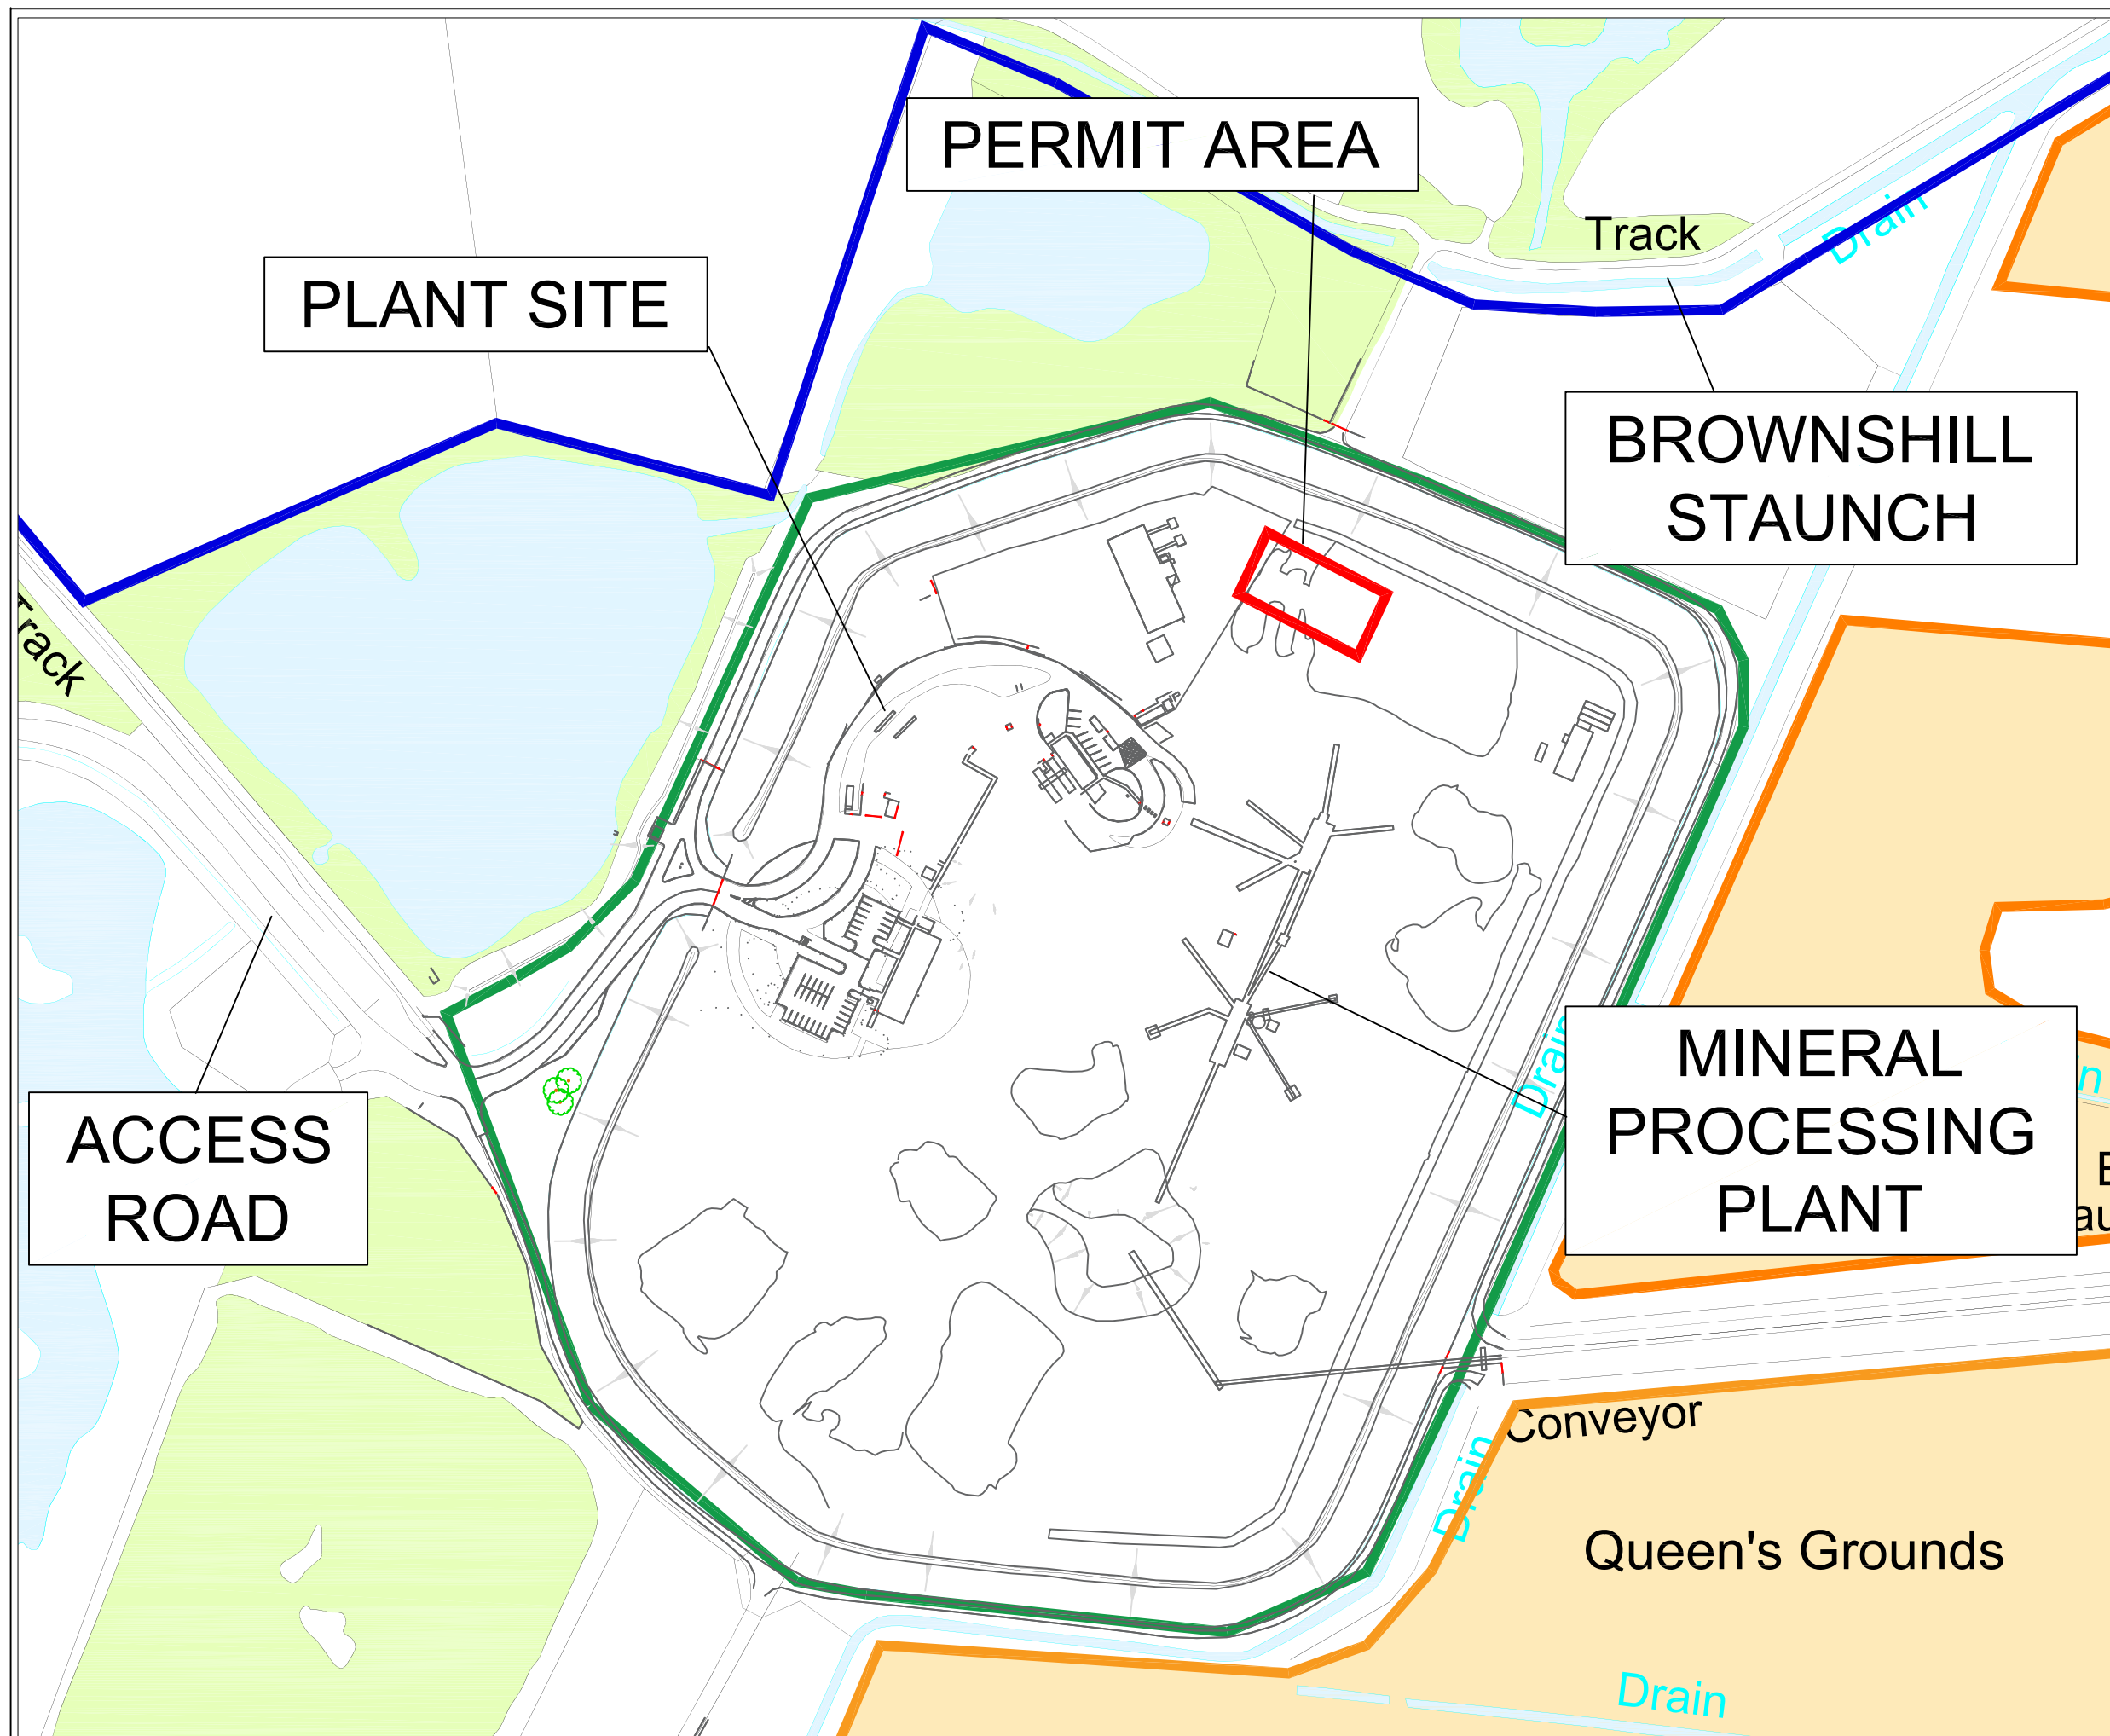 PERMIT AREA
Track
Drain
PLANT SITE
BROWNSHILL
STAUNCH
Track
Drain
MINERAL
PROCESSING
PLANT
ACCESS
ROAD
Conveyor
Drain
Queen's Grounds
Drain